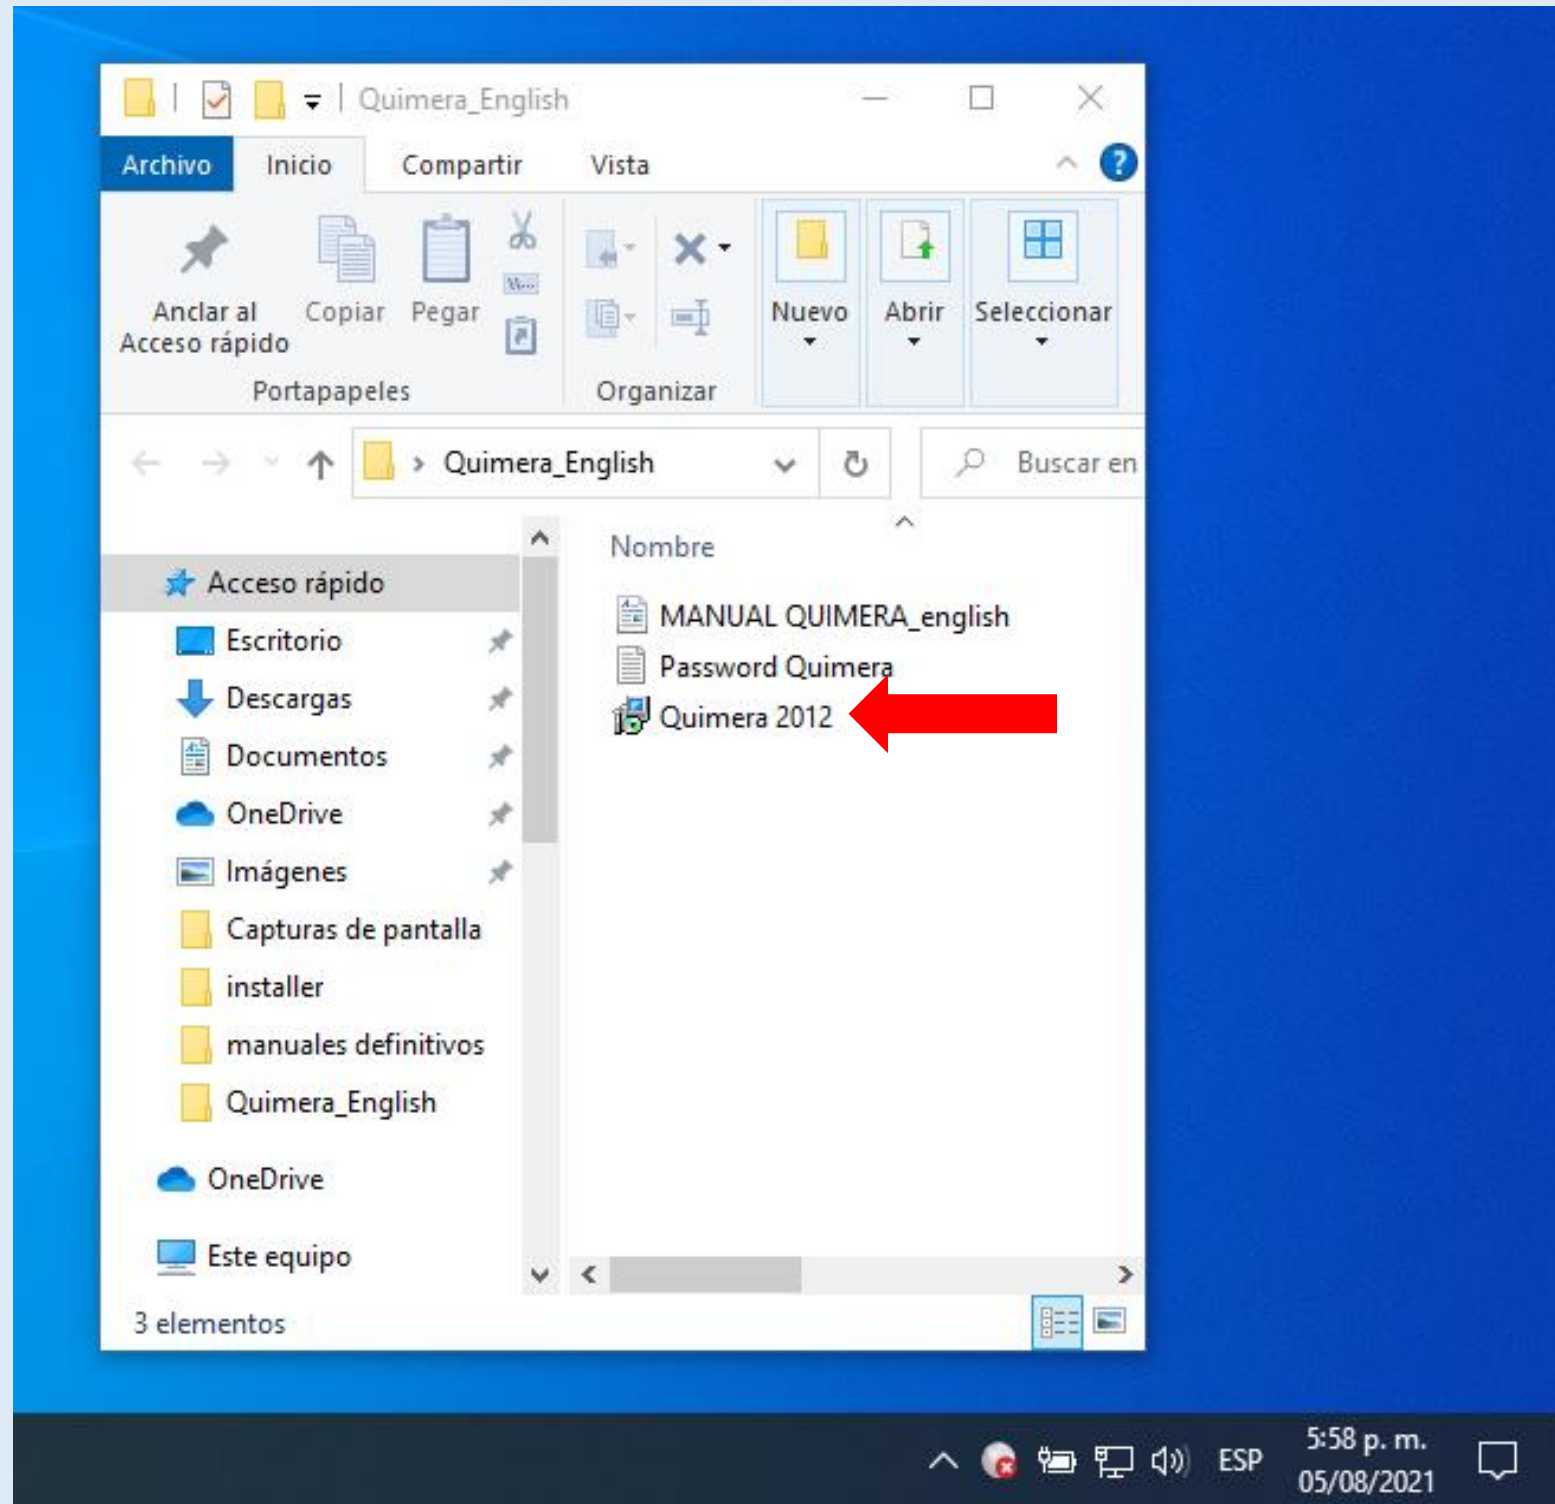 Quimera_English
Archivo Inicio Compartir Vista
Anclar al
Acceso rápido
Copiar Pegar
Nuevo Abrir Seleccionar
Portapapeles Organizar
Quimera_English Buscar en
Nombre
Acceso rápido
Escritorio
Descargas
Documentos
OneDrive
Imágenes
Capturas de pantalla
installer
manuales definitivos
Quimera_English
OneDrive
Este equipo
MANUAL QUIMERA_english
Password Quimera
Quimera 2012
3 elementos
ESP
5:58 p. m.
05/08/2021